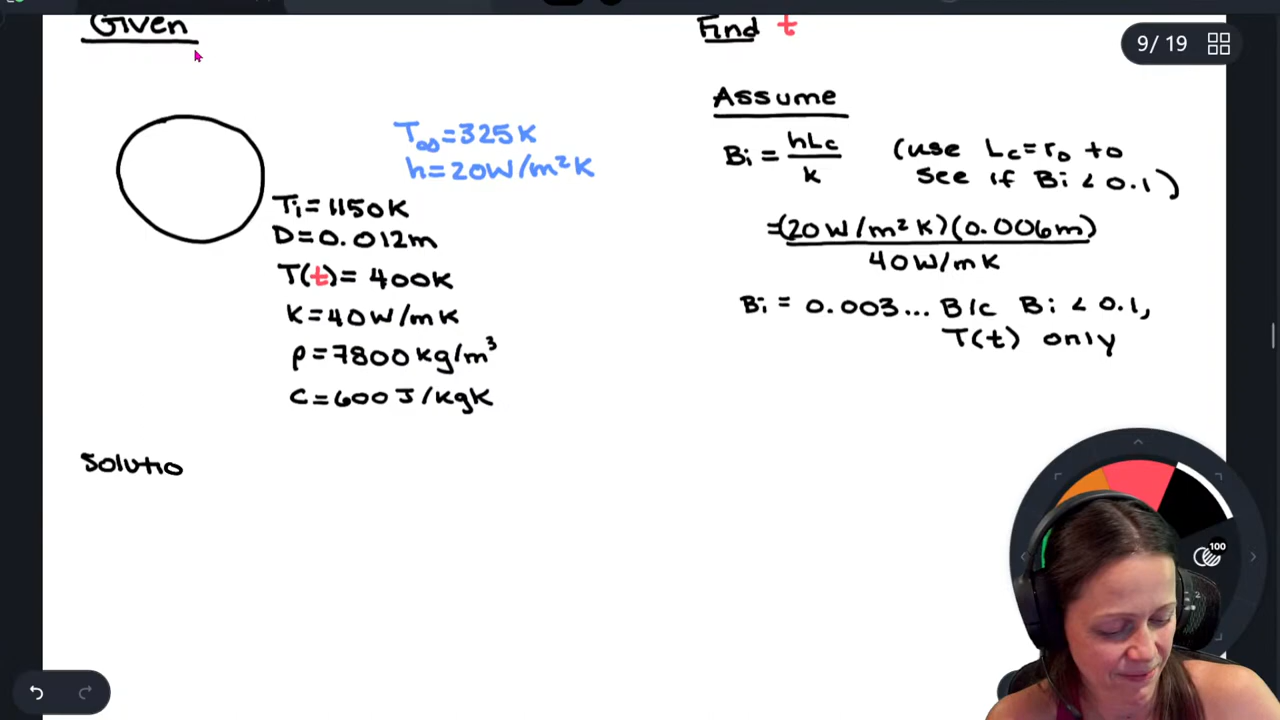 Given
T∞=325K
h=20W/m²K
Ti=1150K
D=0.012m
T(t)=400K
K=40W/mK
ρ=7800kg/m³
C=600J/kgK
Solutio
Find t
9/ 19
Assume
Bi = hLc/k (use Lc=ro to
see if Bi < 0.1)
=(20W/m²K)(0.006m)
40W/mK
Bi = 0.003... B/c Bi < 0.1,
T(t) only
100